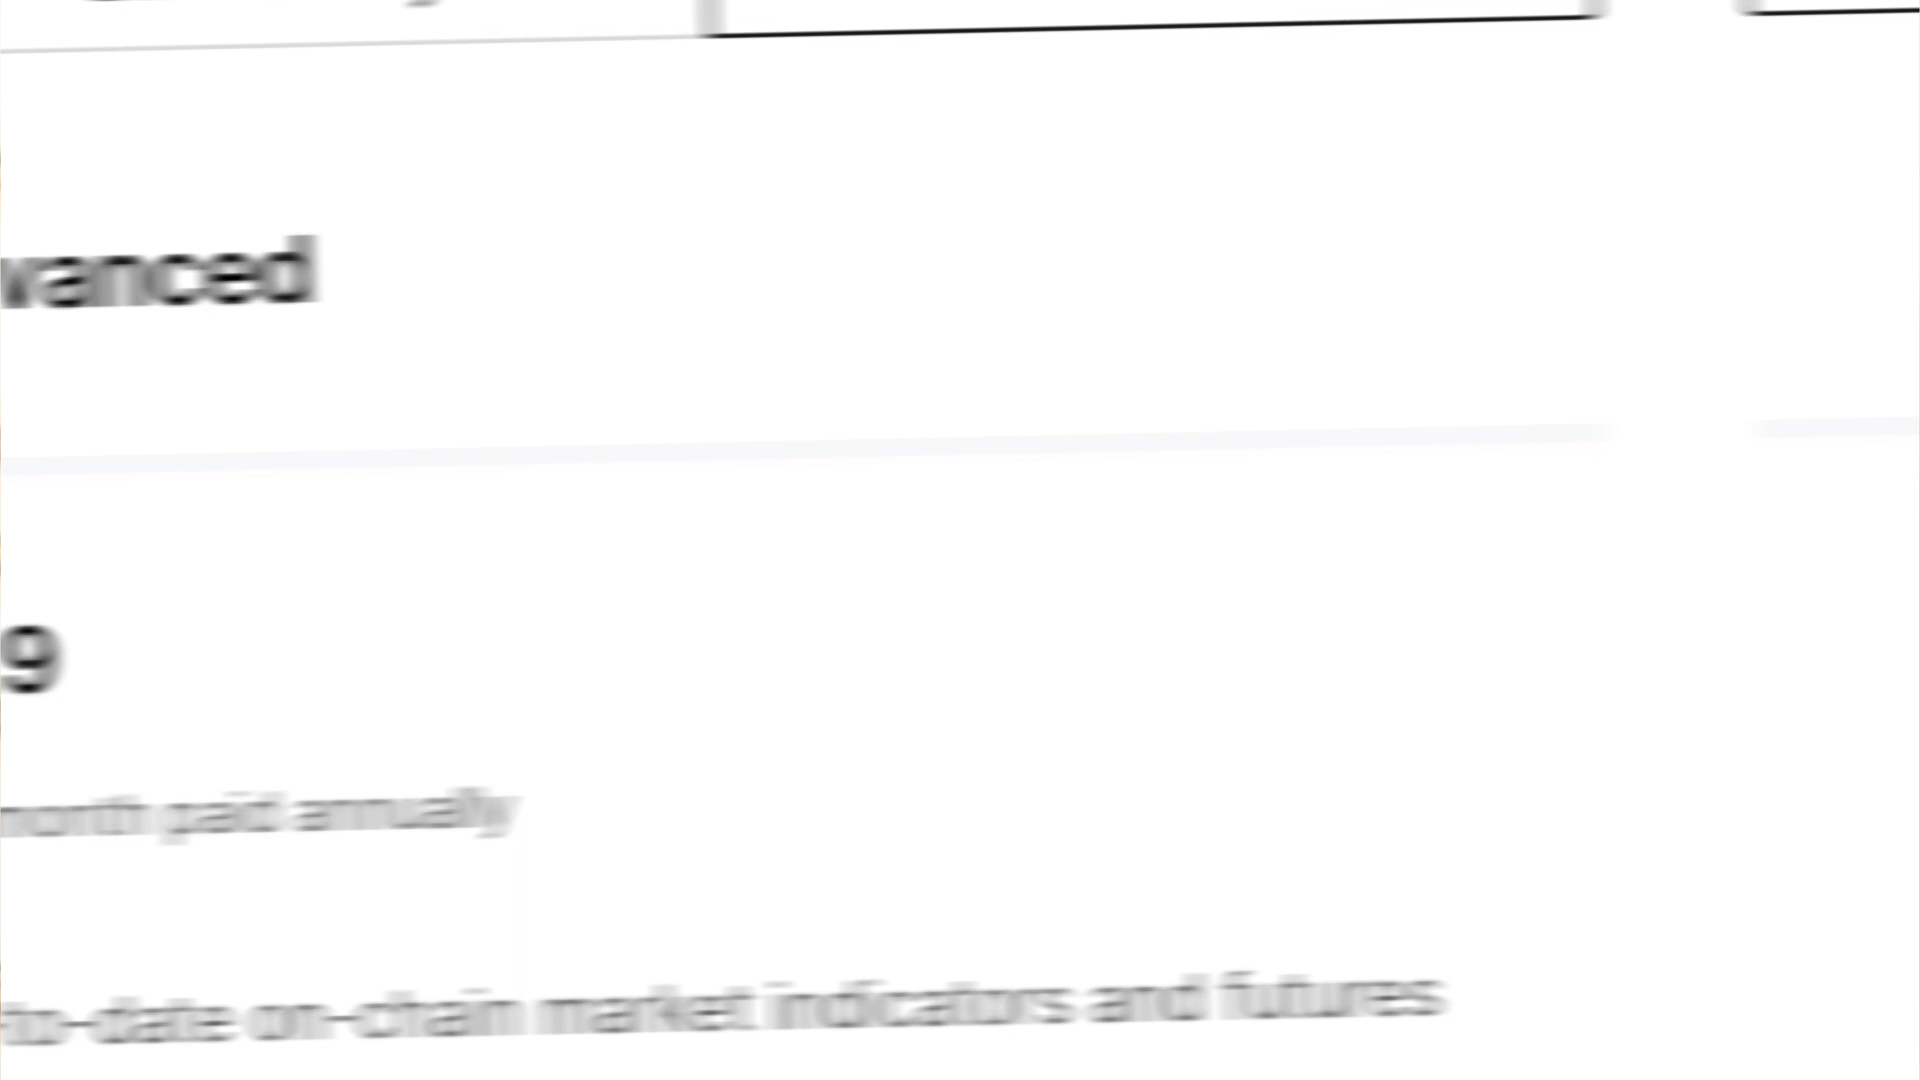 vanced
9
month paid annually
to-date on-chain market indicators and futures